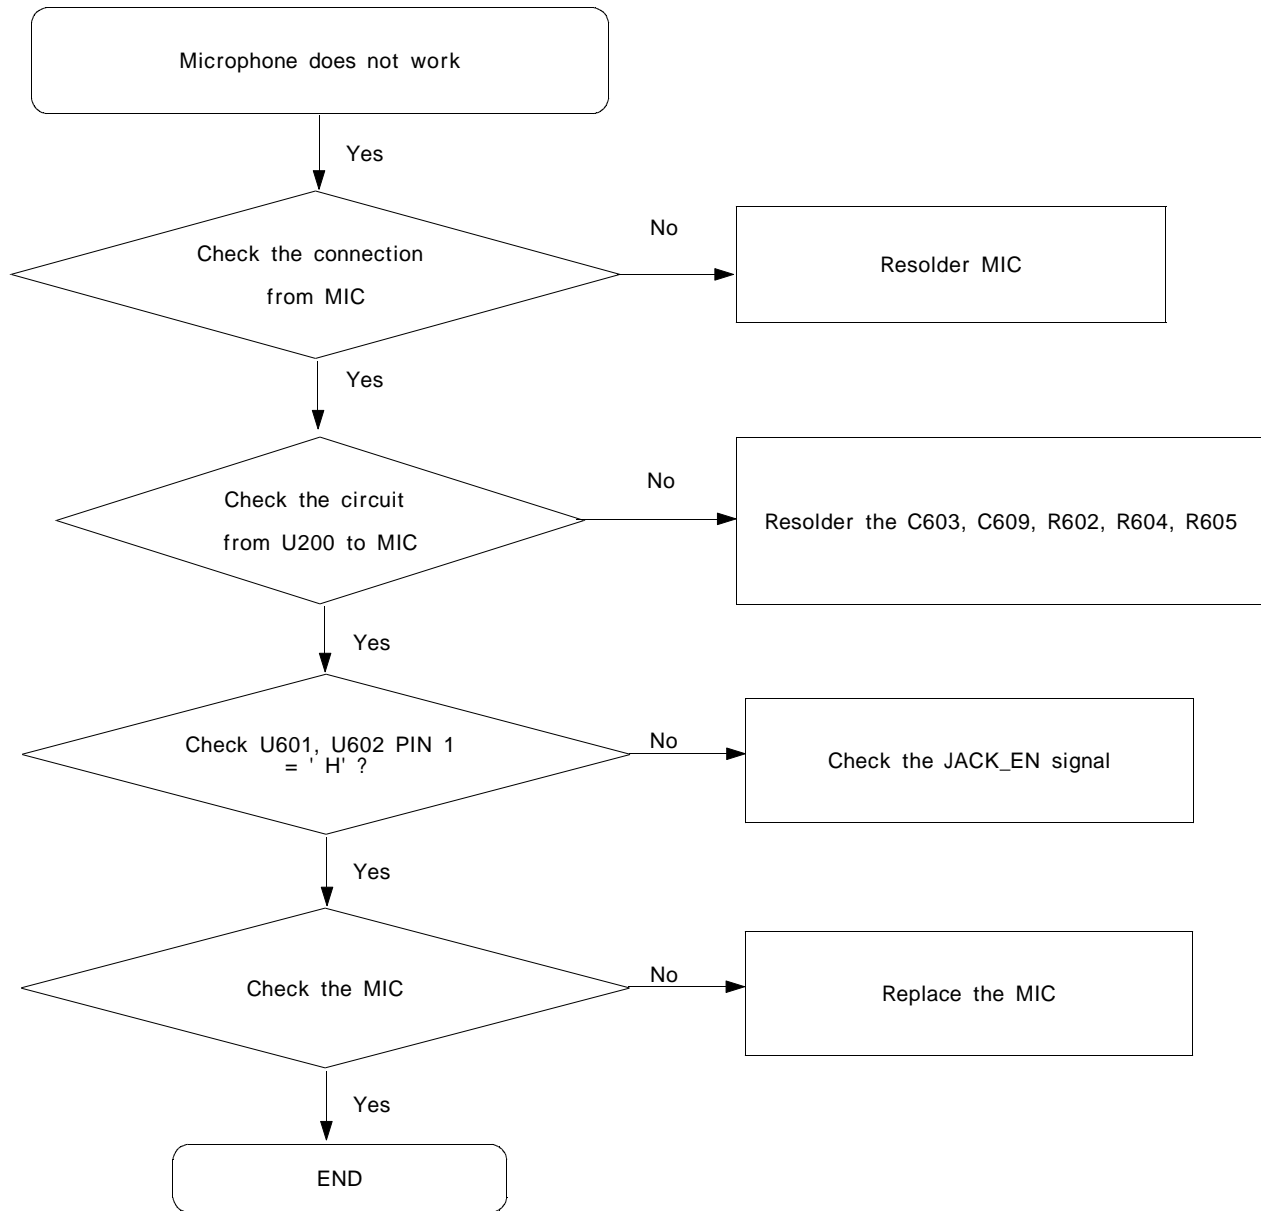 Microphone does not work
Yes
Check the connection
from MIC
No
Resolder MIC
Yes
Check the circuit
from U200 to MIC
No
Resolder the C603, C609, R602, R604, R605
Yes
Check U601, U602 PIN 1
= ' H' ?
No
Check the JACK_EN signal
Yes
Check the MIC
No
Replace the MIC
Yes
END